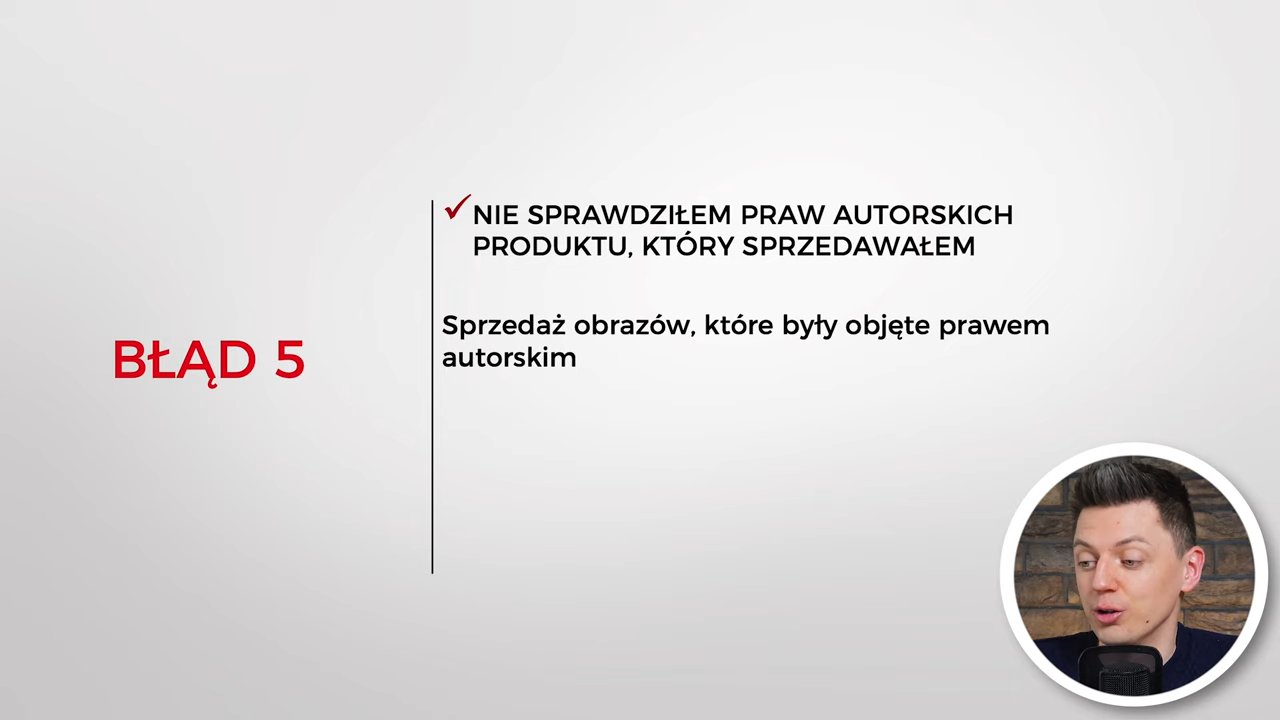 BŁĄD 5
NIE SPRAWDZIŁEM PRAW AUTORSKICH
PRODUKTU, KTÓRY SPRZEDAWAŁEM
Sprzedaż obrazów, które były objęte prawem
autorskim